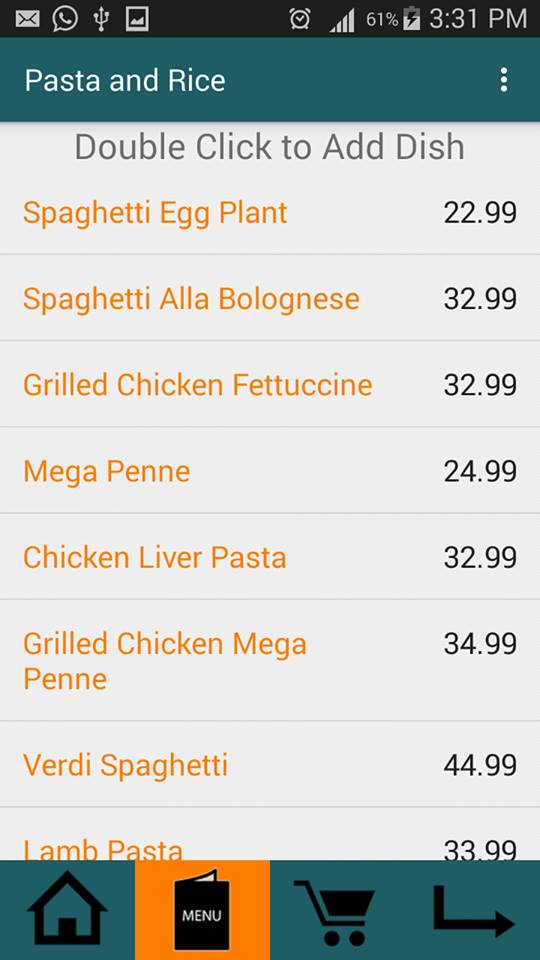 61% 3:31 PM
Pasta and Rice
Double Click to Add Dish
Spaghetti Egg Plant 22.99
Spaghetti Alla Bolognese 32.99
Grilled Chicken Fettuccine 32.99
Mega Penne 24.99
Chicken Liver Pasta 32.99
Grilled Chicken Mega 34.99
Penne
Verdi Spaghetti 44.99
Lamb Pasta 33.99
MENU